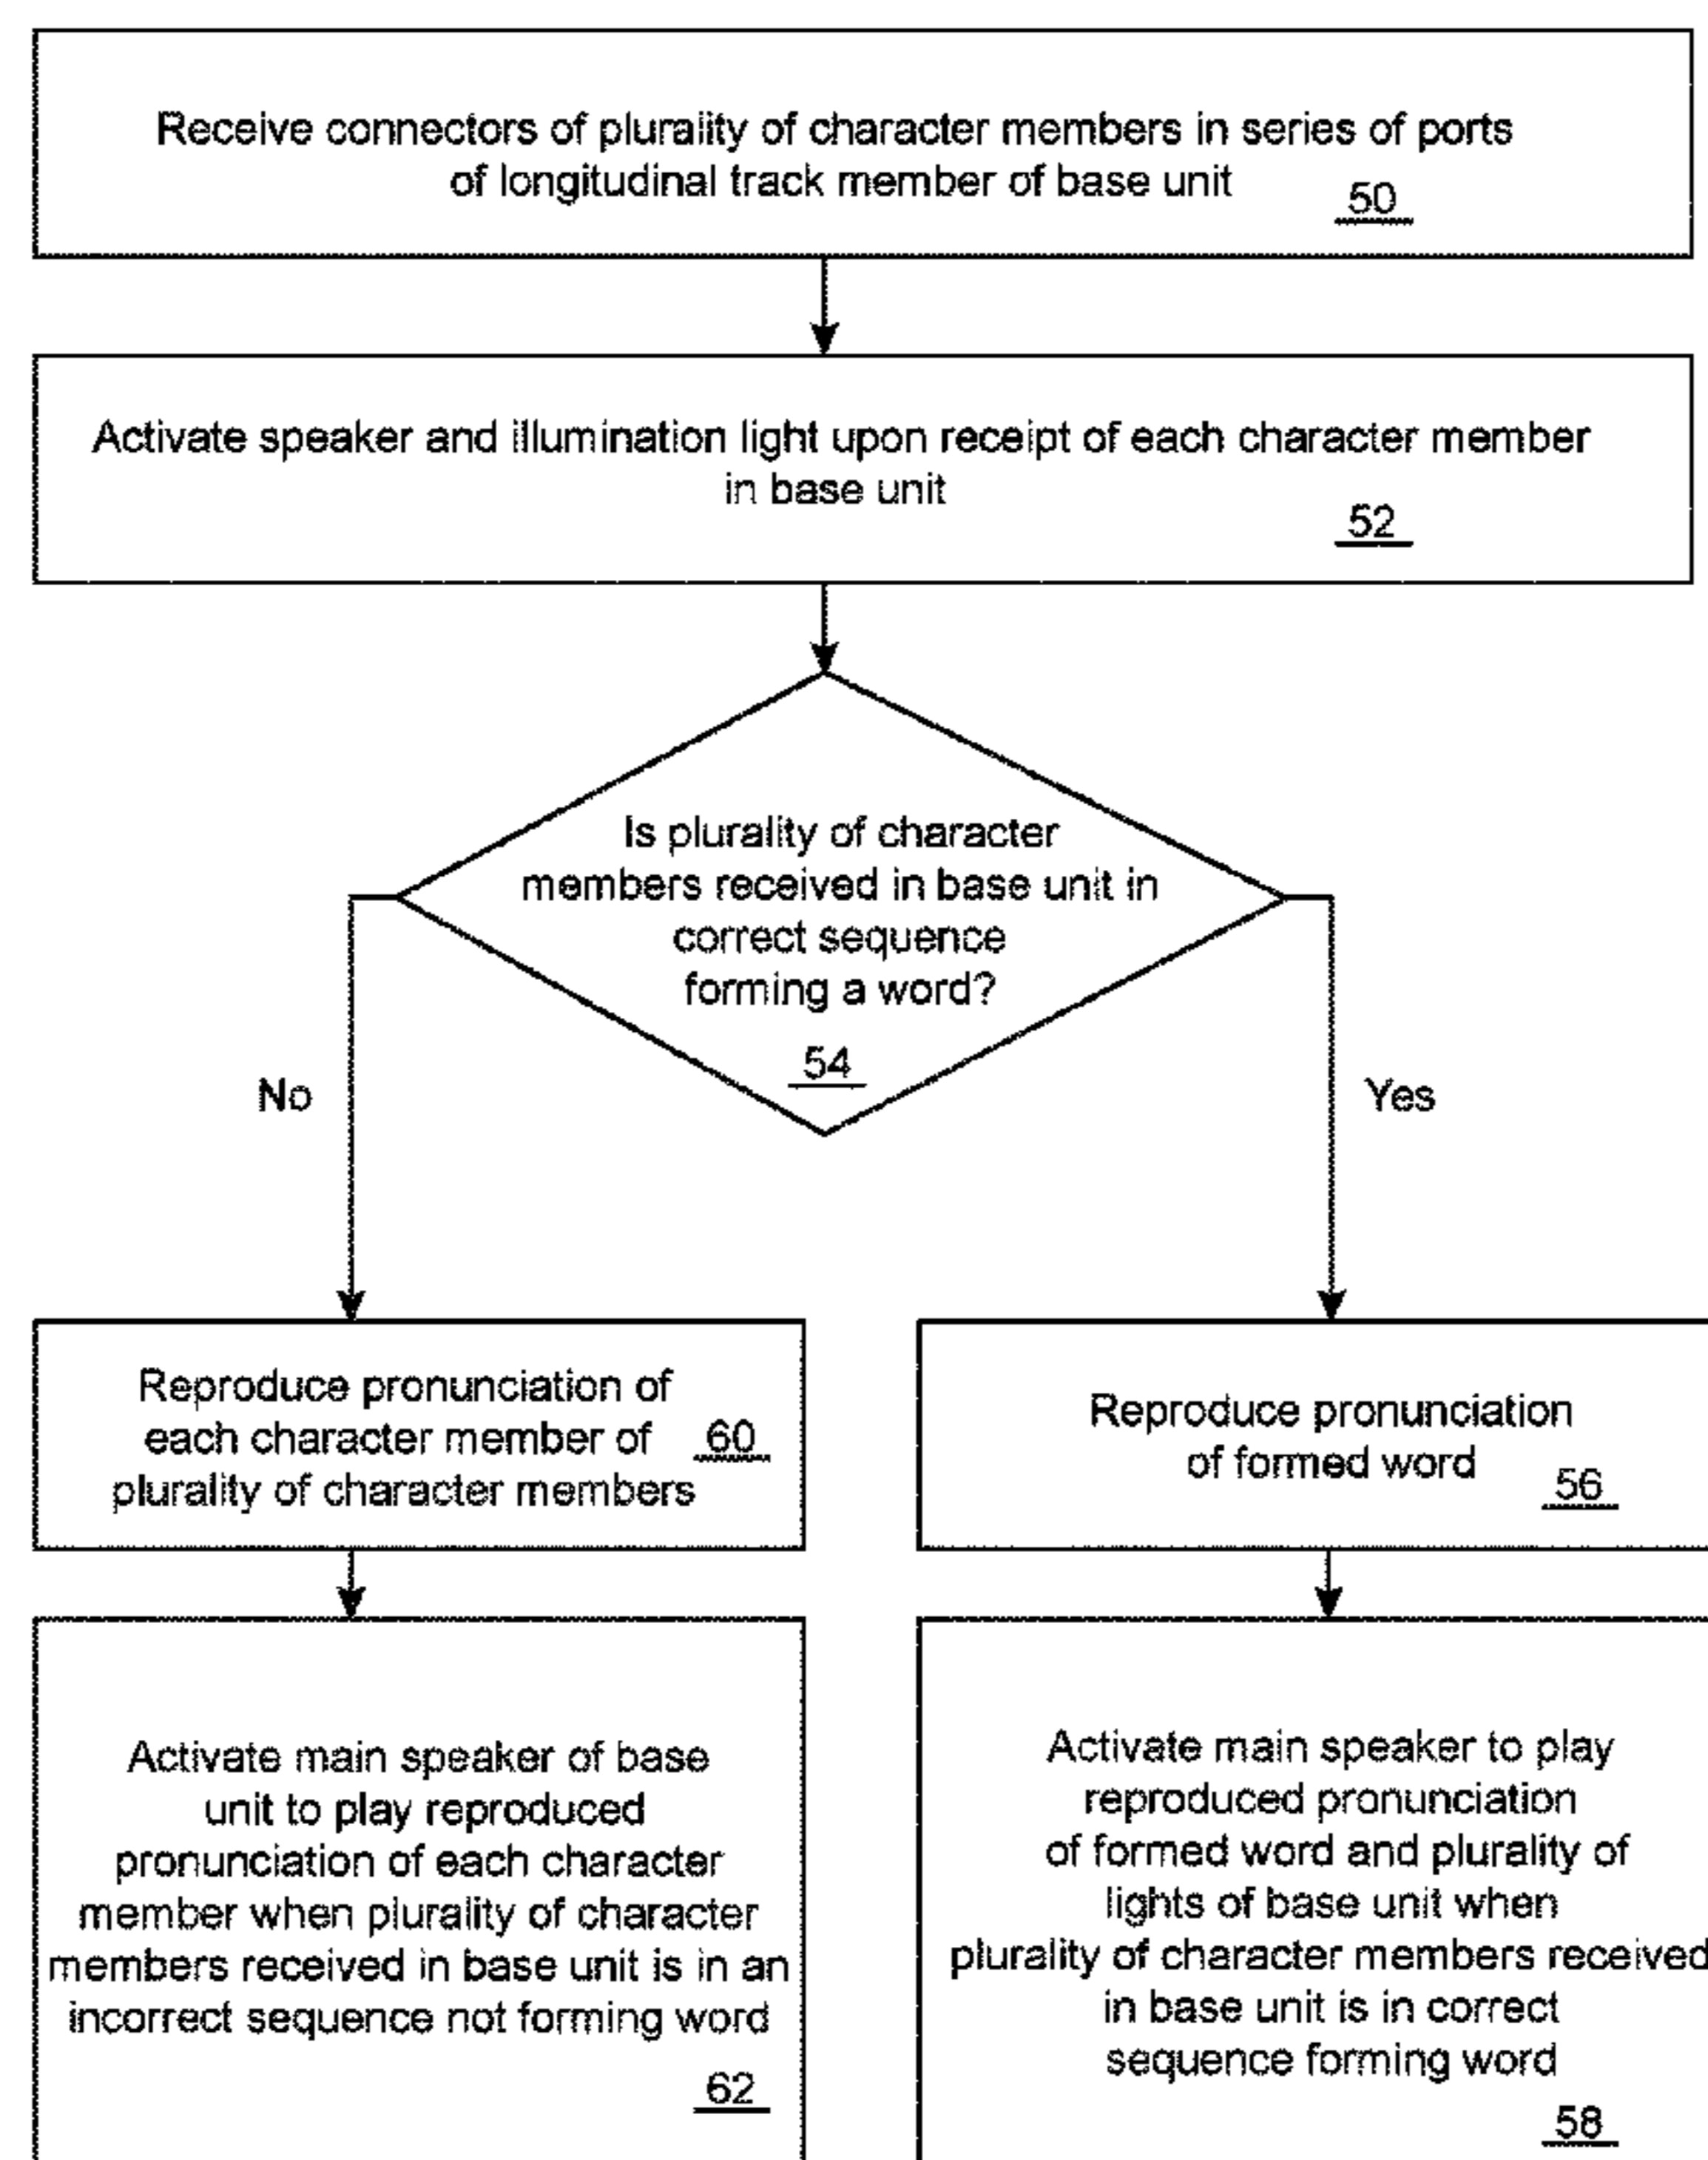 Receive connectors of plurality of character members in series of ports
of longitudinal track member of base unit
50
Activate speaker and illumination light upon receipt of each character member
in base unit
52
Is plurality of character
members received in base unit in
correct sequence
forming a word?
54
No
Yes
Reproduce pronunciation of
each character member of
plurality of character members
60
Reproduce pronunciation
of formed word
56
Activate main speaker of base
unit to play reproduced
pronunciation of each character
member when plurality of character
members received in base unit is in an
incorrect sequence not forming word
62
Activate main speaker to play
reproduced pronunciation
of formed word and plurality of
lights of base unit when
plurality of character members received
in base unit is in correct
sequence forming word
58